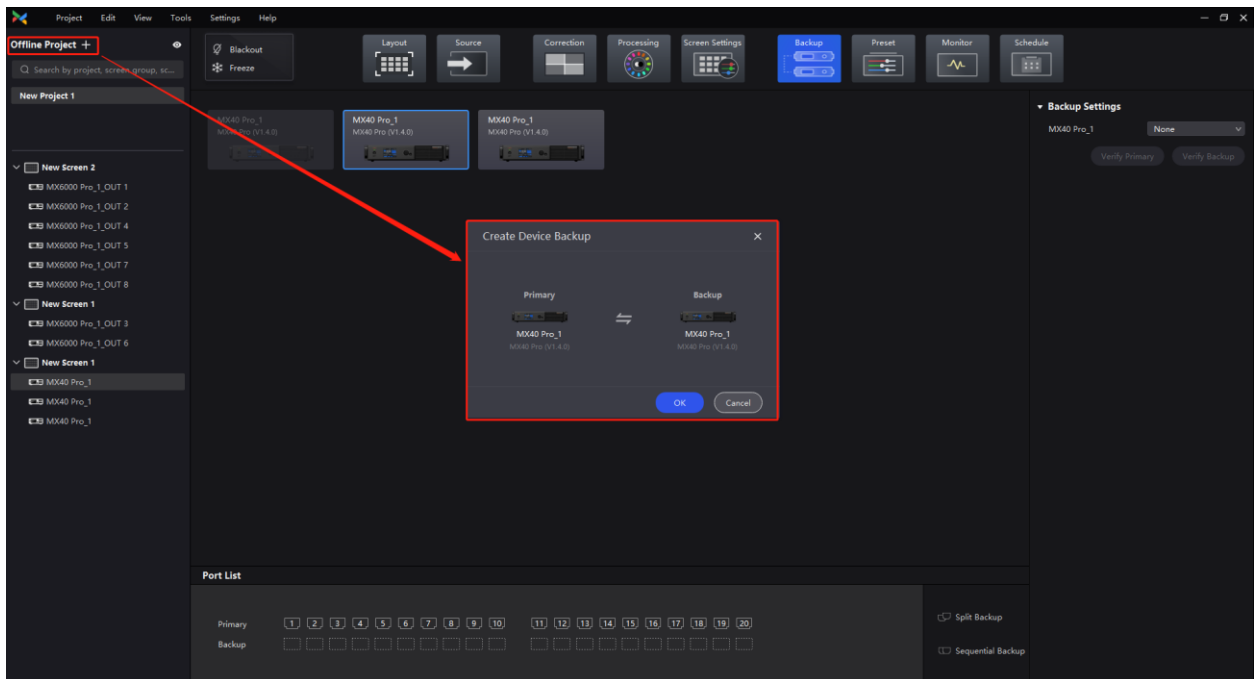 Project Edit View Tools Settings Help
Offline Project +
Search by project, screen group, sc...
New Project 1
New Screen 2
MX6000 Pro_1_OUT 1
MX6000 Pro_1_OUT 2
MX6000 Pro_1_OUT 4
MX6000 Pro_1_OUT 5
MX6000 Pro_1_OUT 7
MX6000 Pro_1_OUT 8
New Screen 1
MX6000 Pro_1_OUT 3
MX6000 Pro_1_OUT 6
New Screen 1
MX40 Pro_1
MX40 Pro_1
MX40 Pro_1
Blackout
Freeze
Layout Source Correction Processing Screen Settings Backup Preset Monitor Schedule
MX40 Pro_1 MX40 Pro_1 MX40 Pro_1
MX40 Pro (V1.4.0) MX40 Pro (V1.4.0) MX40 Pro (V1.4.0)
Create Device Backup
Primary Backup
MX40 Pro_1 MX40 Pro_1
MX40 Pro (V1.4.0) MX40 Pro (V1.4.0)
OK Cancel
Backup Settings
MX40 Pro_1 None
Verify Primary Verify Backup
Port List
Primary 1 2 3 4 5 6 7 8 9 10 11 12 13 14 15 16 17 18 19 20
Backup
Split Backup
Sequential Backup